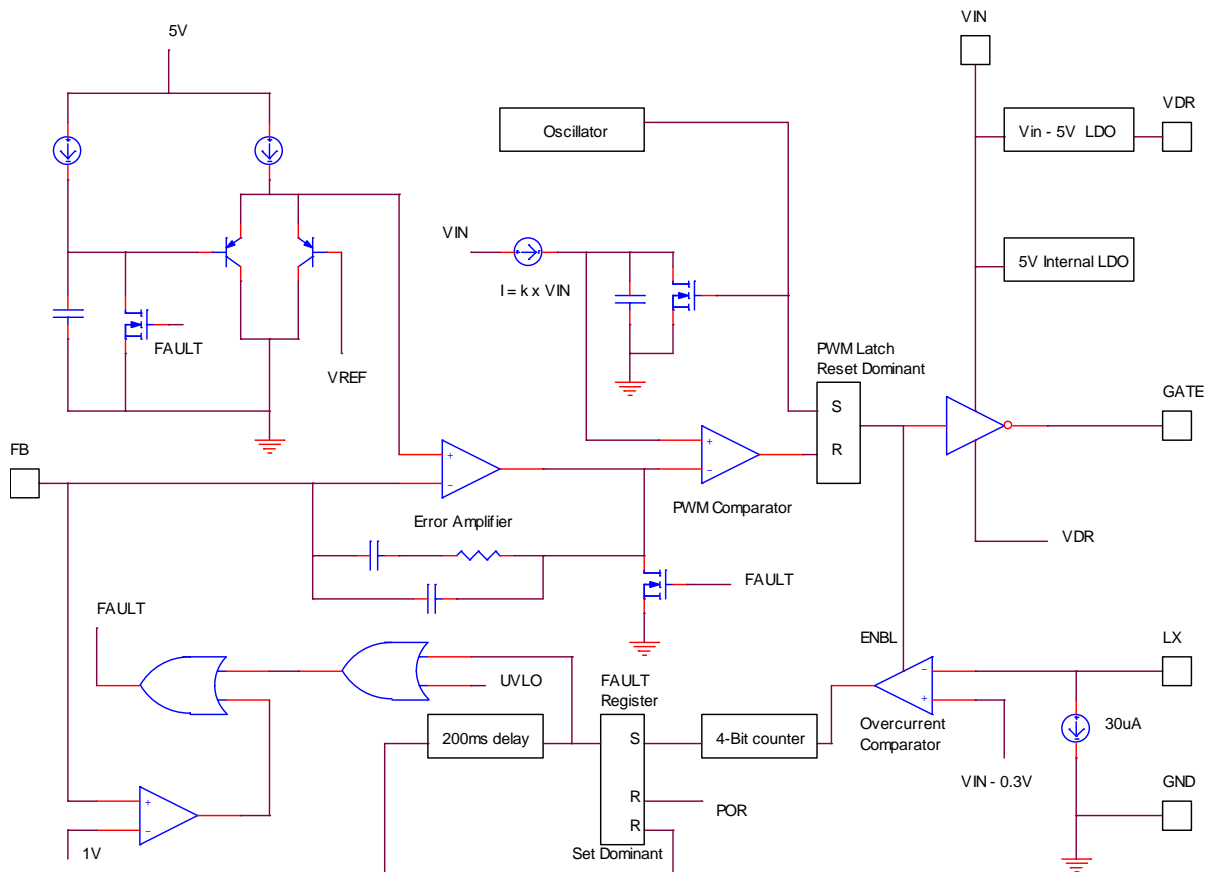 5V
VIN
Oscillator
Vin - 5V LDO
VDR
VIN
I = k x VIN
5V Internal LDO
FAULT
VREF
PWM Latch
Reset Dominant
S
R
GATE
FB
+
-
Error Amplifier
+
-
PWM Comparator
VDR
FAULT
FAULT
ENBL
LX
UVLO
FAULT
Register
-
+
Overcurrent
Comparator
30uA
200ms delay
S
4-Bit counter
VIN - 0.3V
GND
+
-
R
R
POR
1V
Set Dominant